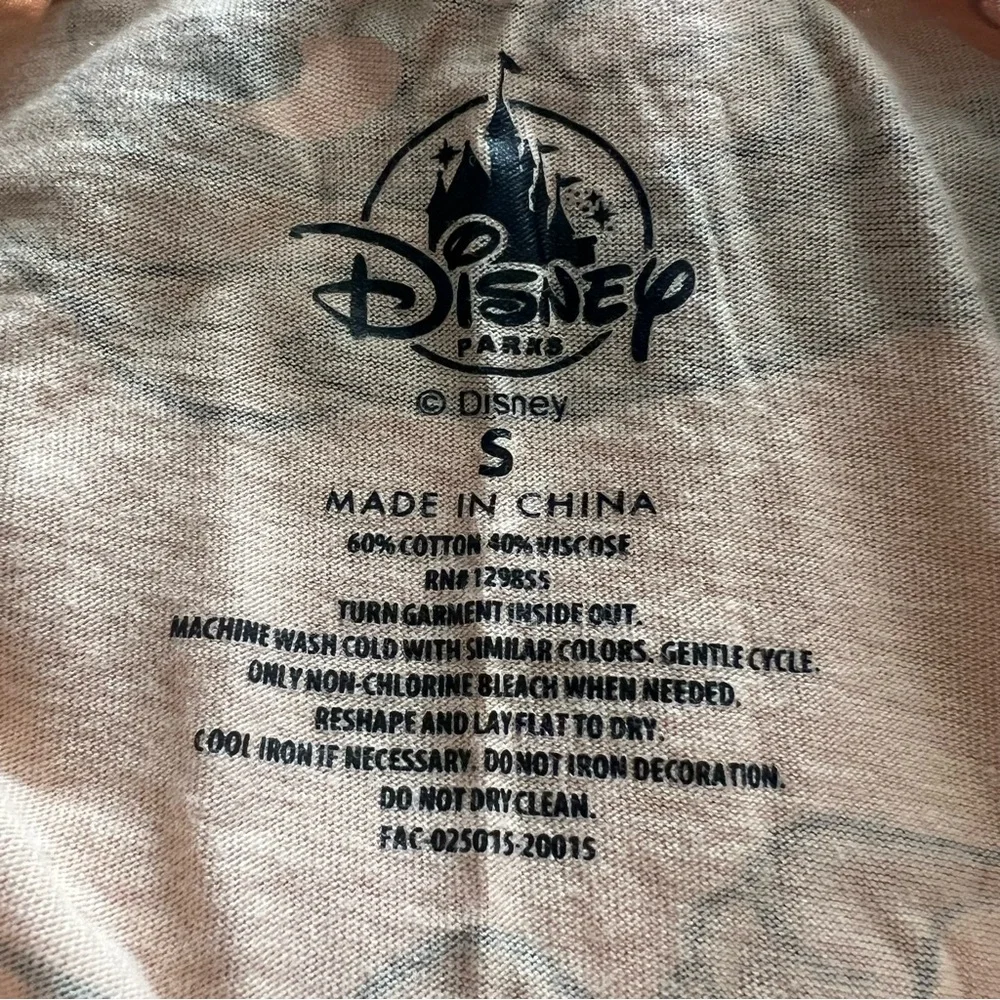 Disney
PARKS
© Disney
S
MADE IN CHINA
60% COTTON 40% VISCOSE
RN# 129855
TURN GARMENT INSIDE OUT.
MACHINE WASH COLD WITH SIMILAR COLORS. GENTLE CYCLE.
ONLY NON-CHLORINE BLEACH WHEN NEEDED.
RESHAPE AND LAY FLAT TO DRY.
COOL IRON IF NECESSARY. DO NOT IRON DECORATION.
DO NOT DRY CLEAN.
FAC-025015-20015